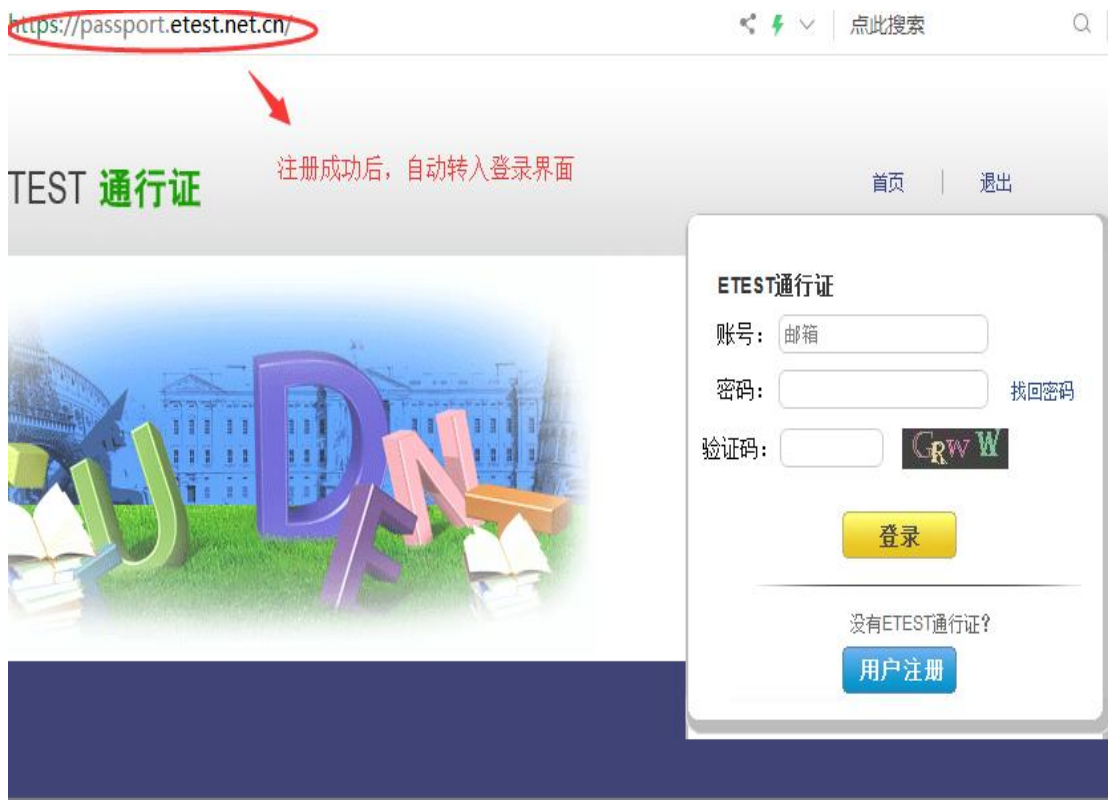 https://passport.etest.net.cn/
点此搜索
注册成功后，自动转入登录界面
TEST 通行证
首页 | 退出
ETEST通行证
账号： 邮箱
密码： 找回密码
验证码： GRWW
登录
没有ETEST通行证?
用户注册
U D E N